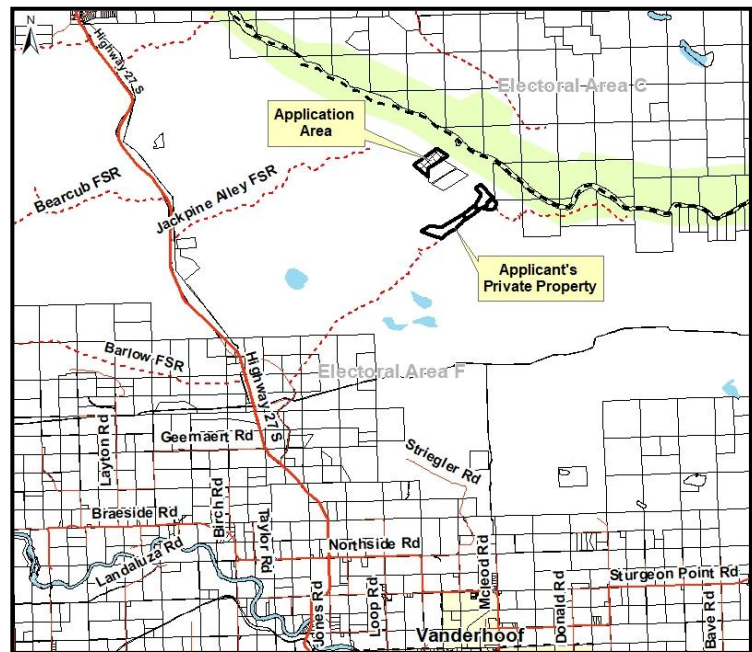 N
Highway 27 S
Electoral Area C
Application
Area
Bearcub FSR
Jackpine Alley FSR
Applicant's
Private Property
Barlow FSR
Highway 27 S
Electoral Area F
Layton Rd
Geernaert Rd
Striegler Rd
Braeside Rd
Birch Rd
Taylor Rd
Landaluza Rd
Northside Rd
Jones Rd
Loop Rd
Mcleod Rd
Sturgeon Point Rd
Donald Rd
Bave Rd
Vanderhoof